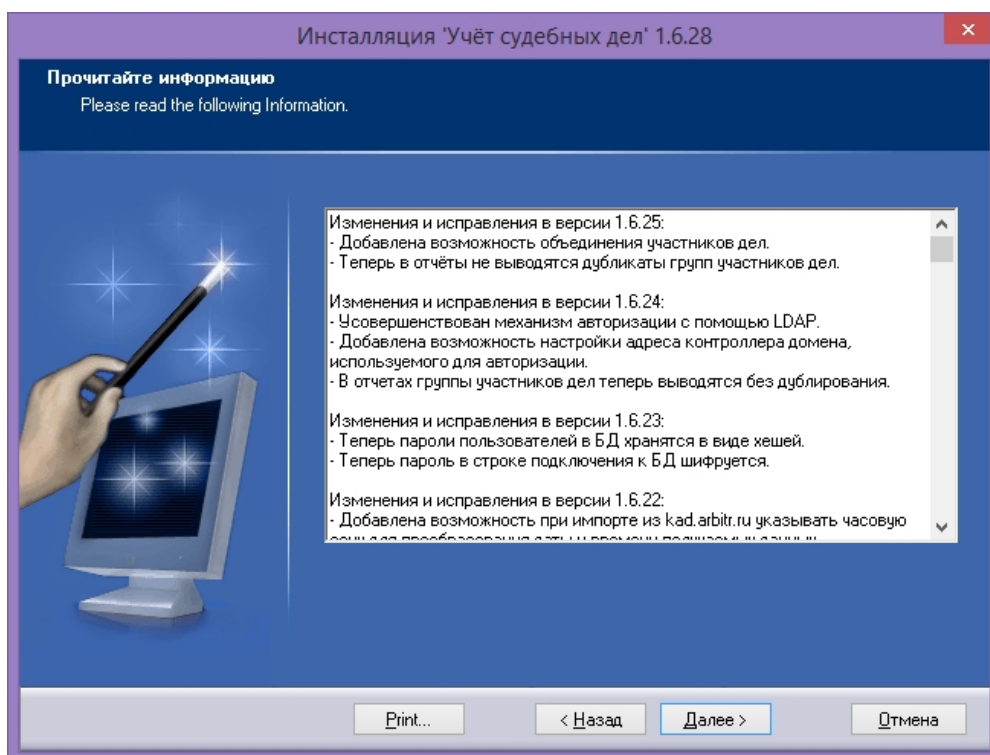 Инсталляция 'Учёт судебных дел' 1.6.28
Прочитайте информацию
Please read the following Information.
Изменения и исправления в версии 1.6.25:
- Добавлена возможность объединения участников дел.
- Теперь в отчёты не выводятся дубликаты групп участников дел.
Изменения и исправления в версии 1.6.24:
- Усовершенствован механизм авторизации с помощью LDAP.
- Добавлена возможность настройки адреса контроллера домена,
используемого для авторизации.
- В отчетах группы участников дел теперь выводятся без дублирования.
Изменения и исправления в версии 1.6.23:
- Теперь пароли пользователей в БД хранятся в виде хешей.
- Теперь пароль в строке подключения к БД шифруется.
Изменения и исправления в версии 1.6.22:
- Добавлена возможность при импорте из kad.arbitr.ru указывать часовую
Print...
< Назад
Далее >
Отмена